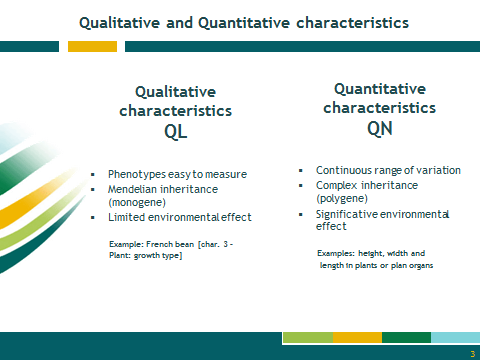 Qualitative and Quantitative characteristics
Qualitative
characteristics
QL
▪ Phenotypes easy to measure
▪ Mendelian inheritance
(monogene)
▪ Limited environmental effect
Example: French bean [char. 3 –
Plant: growth type]
Quantitative
characteristics
QN
▪ Continuous range of variation
▪ Complex inheritance
(polygene)
▪ Significative environmental
effect
Examples: height, width and
length in plants or plan organs
3